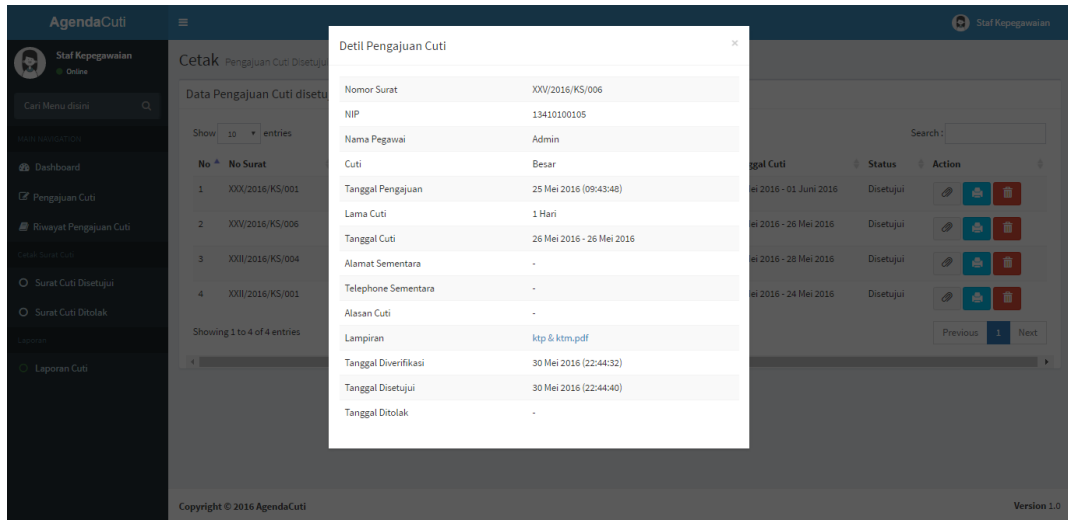 AgendaCuti
Staf Kepegawaian
Staf Kepegawaian
Online
Cari Menu disini
MAIN NAVIGATION
Dashboard
Pengajuan Cuti
Riwayat Pengajuan Cuti
Cetak Surat Cuti
Surat Cuti Disetujui
Surat Cuti Ditolak
Laporan
Laporan Cuti
Cetak Pengajuan Cuti Disetuju
Data Pengajuan Cuti disetu
Show 10 entries
Search:
No No Surat ggal Cuti Status Action
1 XXX/2016/KS/001 ei 2016 - 01 Juni 2016 Disetujui
2 XXV/2016/KS/006 ei 2016 - 26 Mei 2016 Disetujui
3 XXII/2016/KS/004 ei 2016 - 28 Mei 2016 Disetujui
4 XXII/2016/KS/001 ei 2016 - 24 Mei 2016 Disetujui
Showing 1 to 4 of 4 entries
Previous 1 Next
Detil Pengajuan Cuti ×
Nomor Surat XXV/2016/KS/006
NIP 13410100105
Nama Pegawai Admin
Cuti Besar
Tanggal Pengajuan 25 Mei 2016 (09:43:48)
Lama Cuti 1 Hari
Tanggal Cuti 26 Mei 2016 - 26 Mei 2016
Alamat Sementara -
Telephone Sementara -
Alasan Cuti -
Lampiran ktp & ktm.pdf
Tanggal Diverifikasi 30 Mei 2016 (22:44:32)
Tanggal Disetujui 30 Mei 2016 (22:44:40)
Tanggal Ditolak -
Copyright © 2016 AgendaCuti
Version 1.0